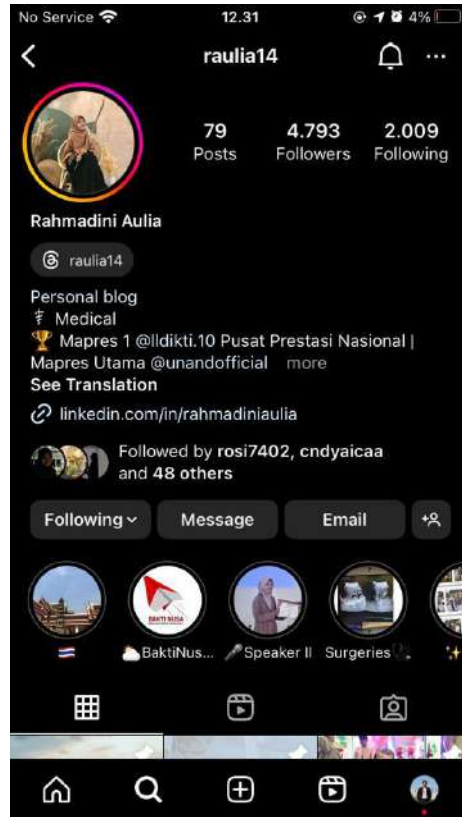 No Service 12.31 4%
raulia14
79 4.793 2.009
Posts Followers Following
Rahmadini Aulia
raulia14
Personal blog
Medical
Mapres 1 @lldikti.10 Pusat Prestasi Nasional |
Mapres Utama @unandofficial more
See Translation
linkedin.com/in/rahmadiniaulia
Followed by rosi7402, cndyaicaa
and 48 others
Following Message Email
BAKTI NUSA
BaktiNus... Speaker II Surgeries